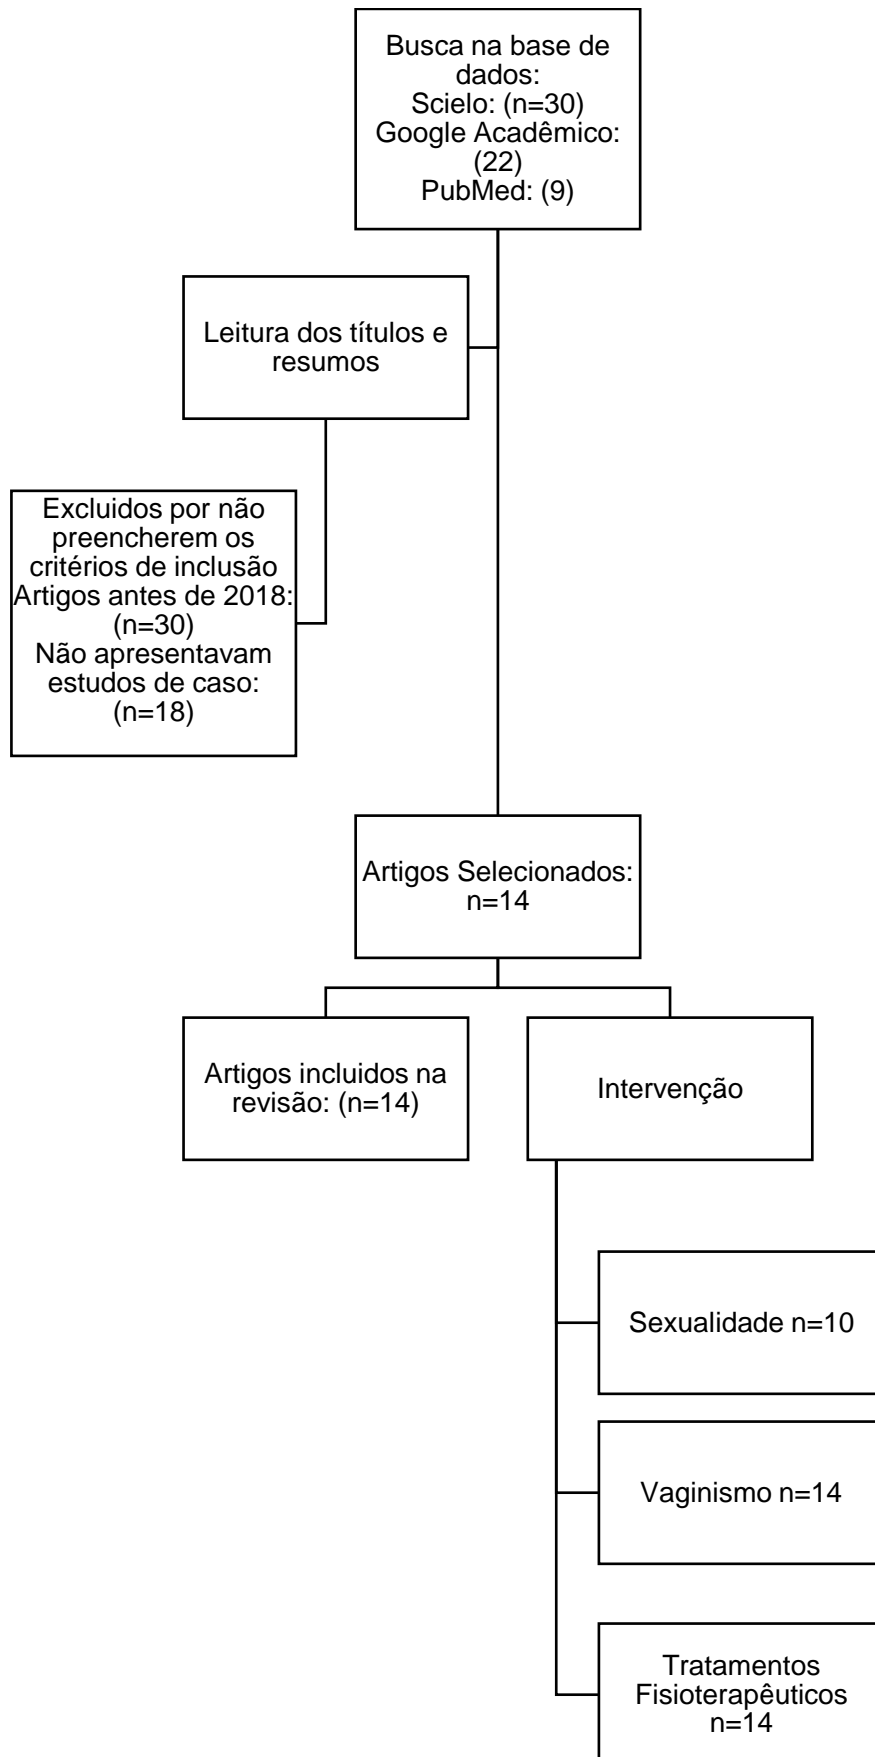 Busca na base de
dados:
Scielo: (n=30)
Google Acadêmico:
(22)
PubMed: (9)
Leitura dos títulos e
resumos
Excluidos por não
preencherem os
critérios de inclusão
Artigos antes de 2018:
(n=30)
Não apresentavam
estudos de caso:
(n=18)
Artigos Selecionados:
n=14
Artigos incluidos na
revisão: (n=14)
Intervenção
Sexualidade n=10
Vaginismo n=14
Tratamentos
Fisioterapêuticos
n=14